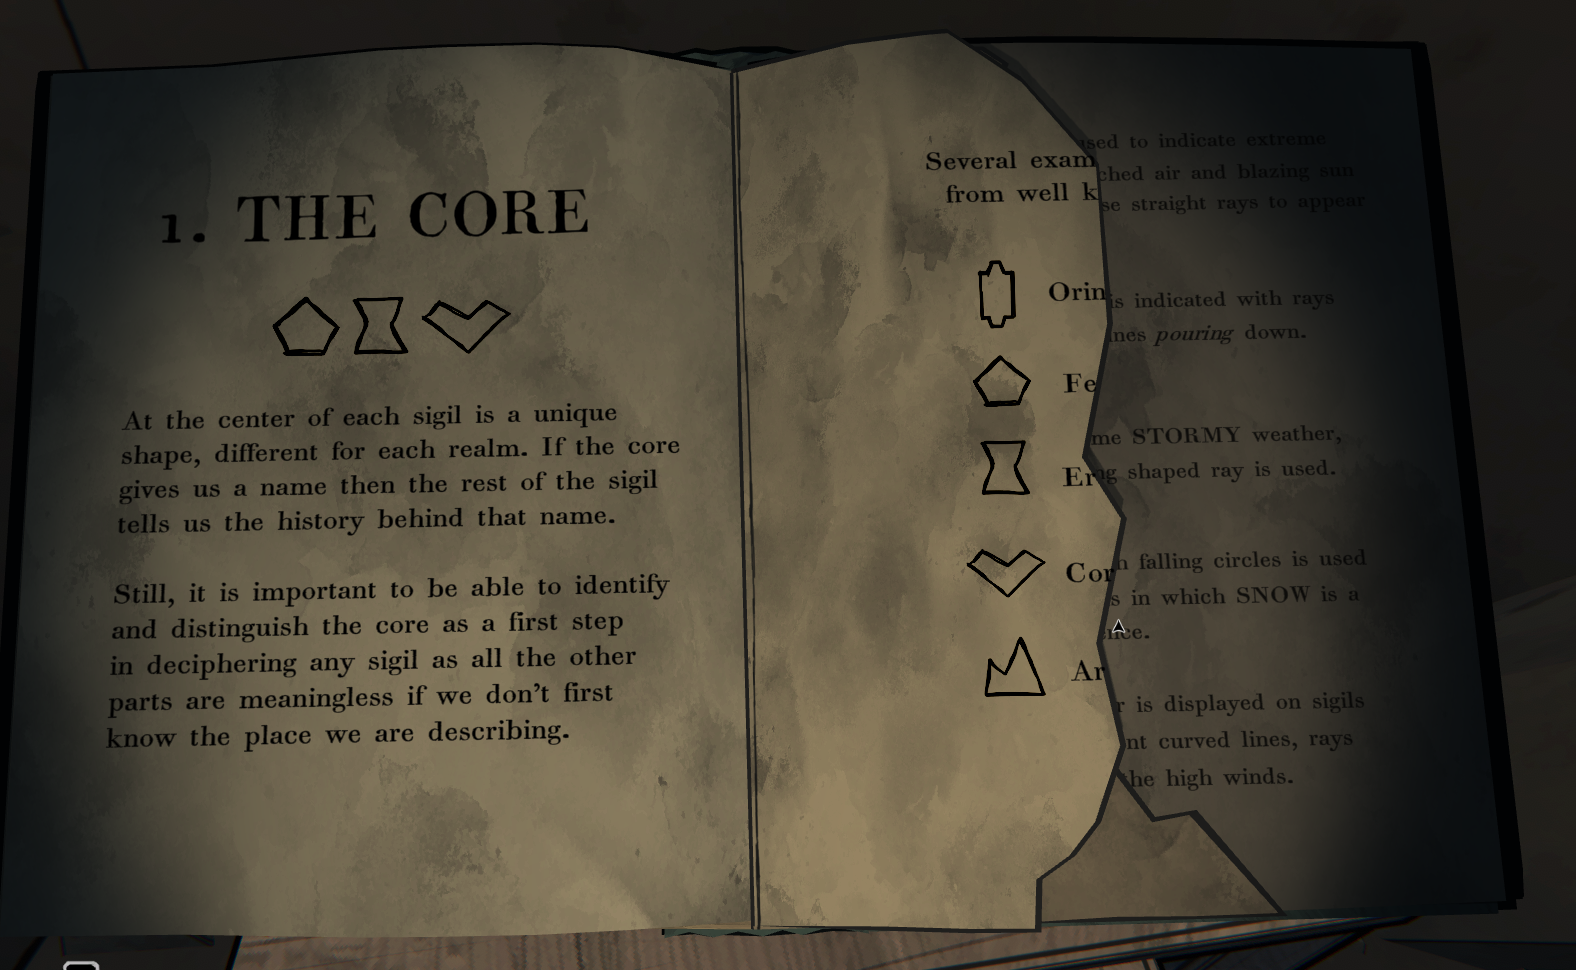 1. THE CORE
At the center of each sigil is a unique
shape, different for each realm. If the core
gives us a name then the rest of the sigil
tells us the history behind that name.
Still, it is important to be able to identify
and distinguish the core as a first step
in deciphering any sigil as all the other
parts are meaningless if we don't first
know the place we are describing.
Several exam
from well k
Orin
Fe
Er
Cor
Ar
sed to indicate extreme
ched air and blazing sun
se straight rays to appear
is indicated with rays
nes pouring down.
me STORMY weather,
g shaped ray is used.
n falling circles is used
s in which SNOW is a
nce.
r is displayed on sigils
nt curved lines, rays
the high winds.